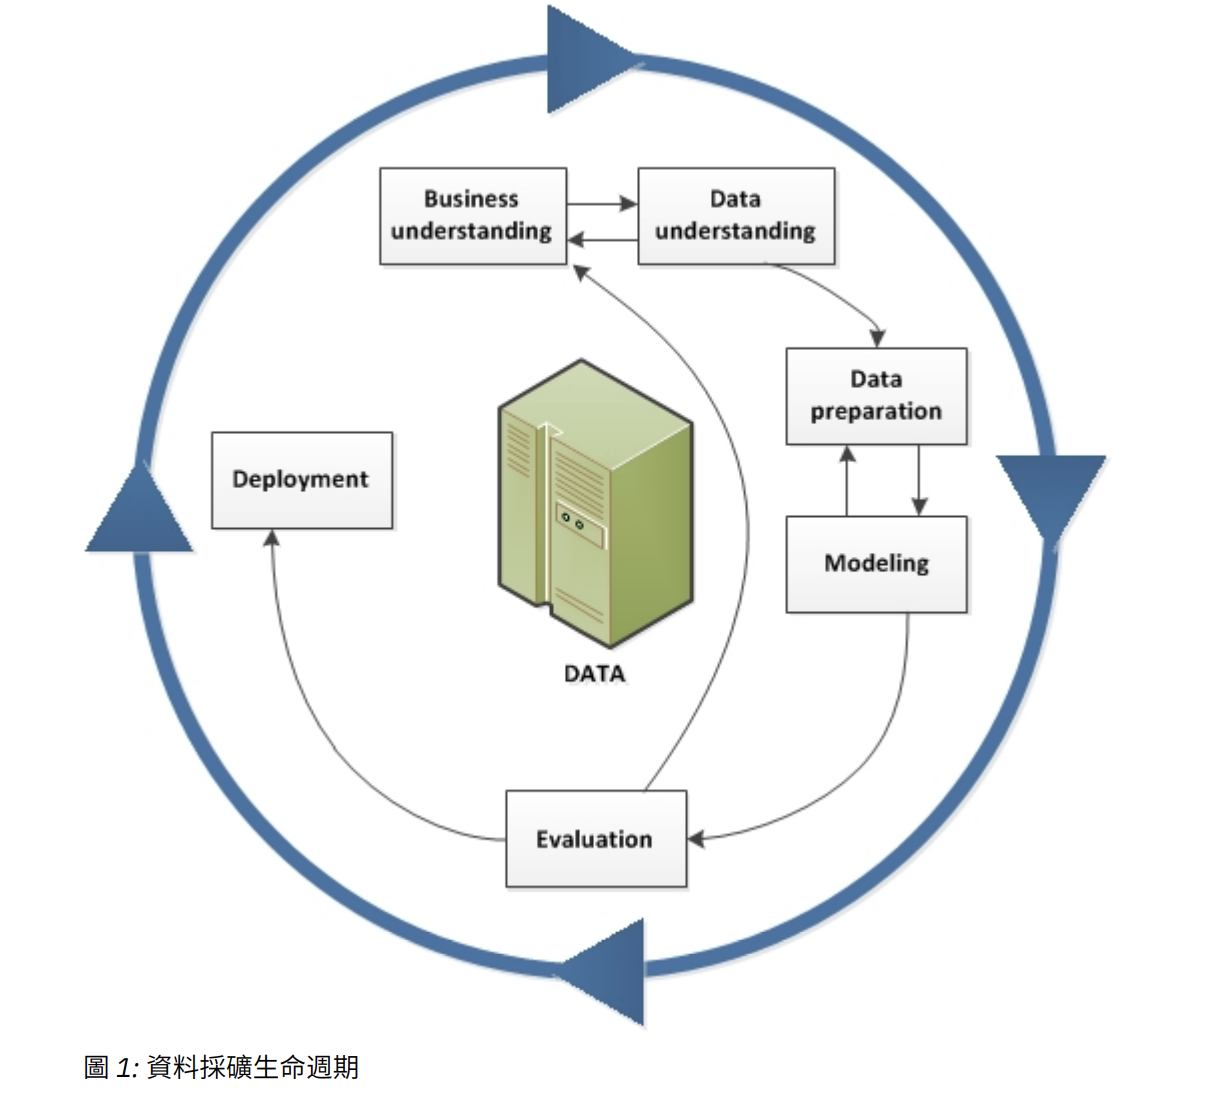 Business
understanding
Data
understanding
Data
preparation
Deployment
Modeling
DATA
Evaluation
圖 1: 資料採礦生命週期